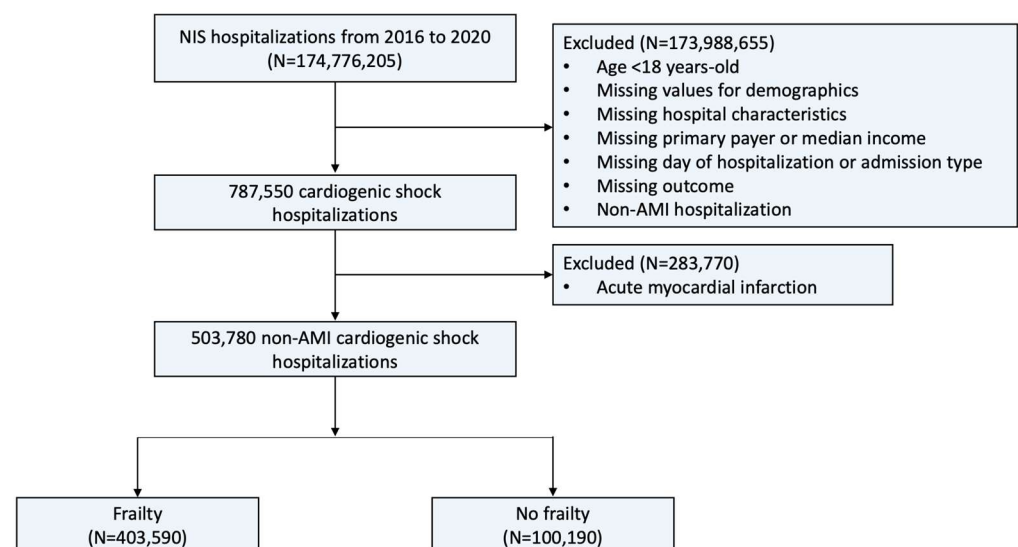 NIS hospitalizations from 2016 to 2020
(N=174,776,205)
Excluded (N=173,988,655)
• Age <18 years-old
• Missing values for demographics
• Missing hospital characteristics
• Missing primary payer or median income
• Missing day of hospitalization or admission type
• Missing outcome
• Non-AMI hospitalization
787,550 cardiogenic shock
hospitalizations
Excluded (N=283,770)
• Acute myocardial infarction
503,780 non-AMI cardiogenic shock
hospitalizations
Frailty
(N=403,590)
No frailty
(N=100,190)